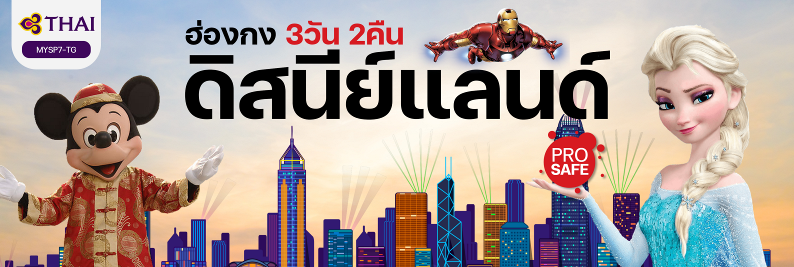 THAI
MYSP7-TG
ฮ่องกง 3วัน 2คืน
ดิสนีย์แลนด์
PRO
SAFE